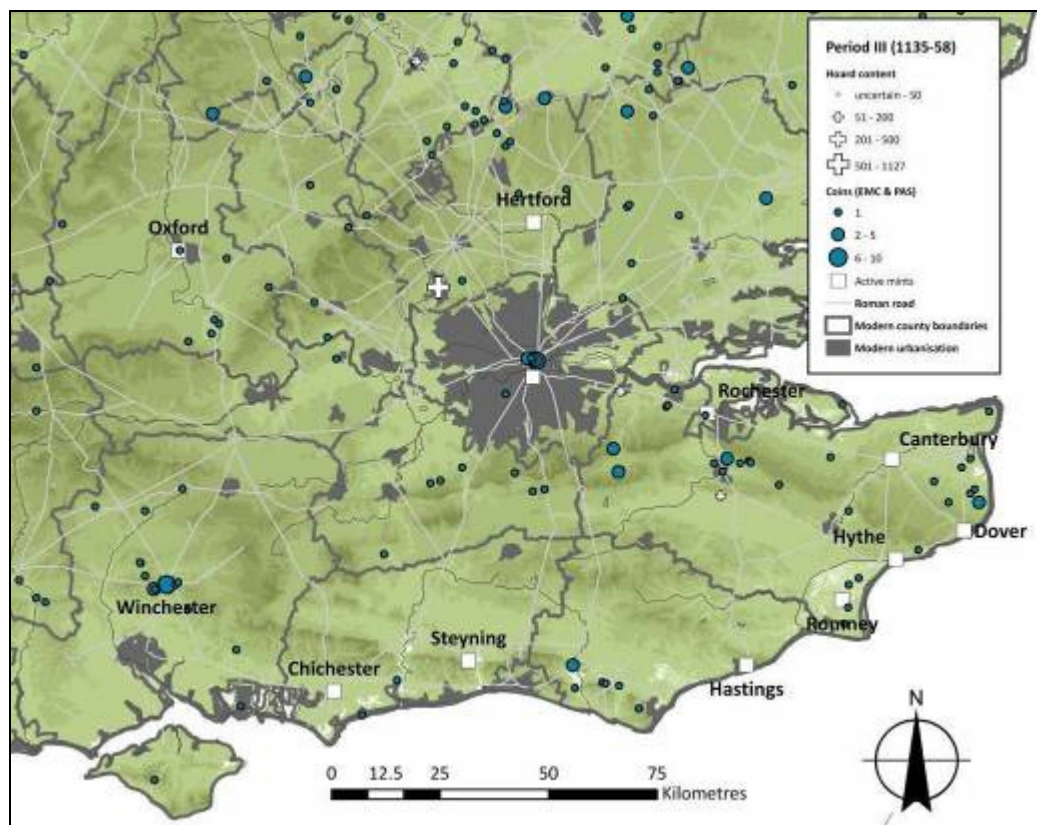 Period III (1135-58)
Hoard content
uncertain - 50
51 - 200
201 - 500
501 - 1127
Coins (EMC & PAS)
1
2 - 5
6 - 10
Active mints
Roman road
Modern county boundaries
Modern urbanisation
Hertford
Oxford
Rochester
Canterbury
Dover
Hythe
Winchester
Romney
Steyning
Chichester
Hastings
N
0 12.5 25 50 75
Kilometres